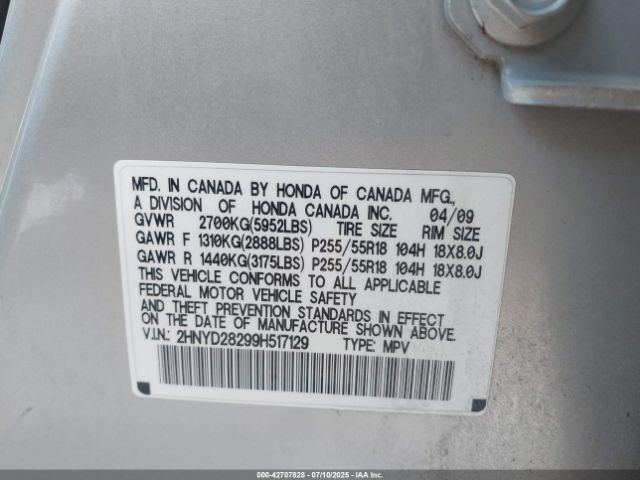 MFD. IN CANADA BY HONDA OF CANADA MFG.,
A DIVISION OF HONDA CANADA INC. 04/09
GVWR 2700KG(5952LBS) TIRE SIZE RIM SIZE
GAWR F 1310KG(2888LBS) P255/55R18 104H 18X8.0J
GAWR R 1440KG(3175LBS) P255/55R18 104H 18X8.0J
THIS VEHICLE CONFORMS TO ALL APPLICABLE
FEDERAL MOTOR VEHICLE SAFETY
AND THEFT PREVENTION STANDARDS IN EFFECT
ON THE DATE OF MANUFACTURE SHOWN ABOVE.
V.I.N.: 2HNYD28299H517129 TYPE: MPV
000-42707828 - 07/10/2025 - IAAI.COM